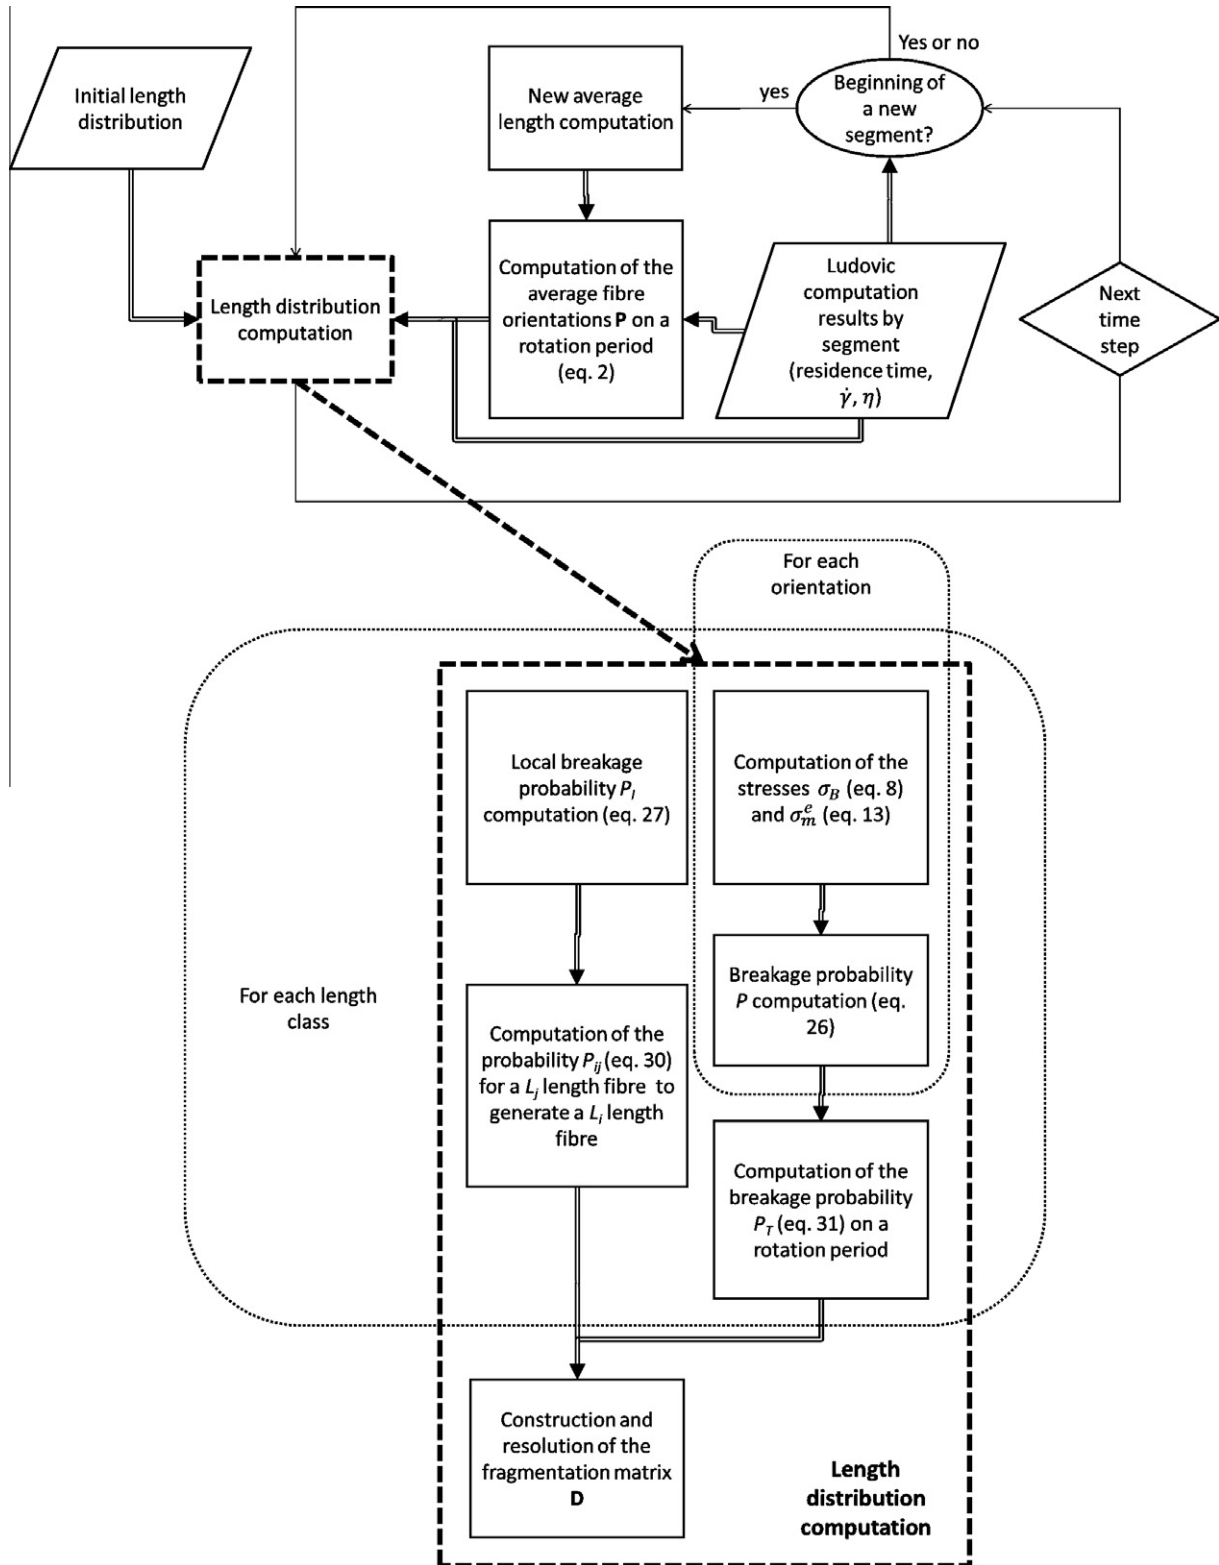 Initial length
distribution
New average
length computation
yes
Yes or no
Beginning of
a new
segment?
Length distribution
computation
Computation of the
average fibre
orientations P on a
rotation period
(eq. 2)
Ludovic
computation
results by
segment
(residence time,
γ̇, η)
Next
time
step
For each
orientation
Local breakage
probability Pₗ
computation (eq. 27)
Computation of the
stresses σ_B (eq. 8)
and σ_m^e (eq. 13)
For each length
class
Computation of the
probability P_ij (eq. 30)
for a L_j length fibre to
generate a L_i length
fibre
Breakage probability
P computation (eq.
26)
Computation of the
breakage probability
P_T (eq. 31) on a
rotation period
Construction and
resolution of the
fragmentation matrix
D
Length
distribution
computation